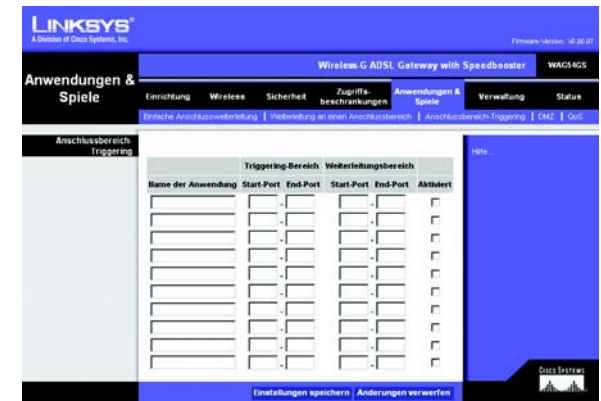 LINKSYS®
A Division of Cisco Systems, Inc.
Firmware-Version: V0.00.07
Wireless-G ADSL Gateway with Speedbooster WAG54GS
Anwendungen & Spiele
Einrichtung Wireless Sicherheit Zugriffs-beschrankungen Anwendungen & Spiele Verwaltung Status
Einfache Anschlussweiterleitung | Weiterleitung an einen Anschlussbereich | Anschlussbereich-Triggering | DMZ | QoS
Anschlussbereich-Triggering
Hilfe...
Triggering-Bereich Weiterleitungsbereich
Name der Anwendung Start-Port End-Port Start-Port End-Port Aktiviert
Einstellungen speichern Änderungen verwerfen
CISCO SYSTEMS